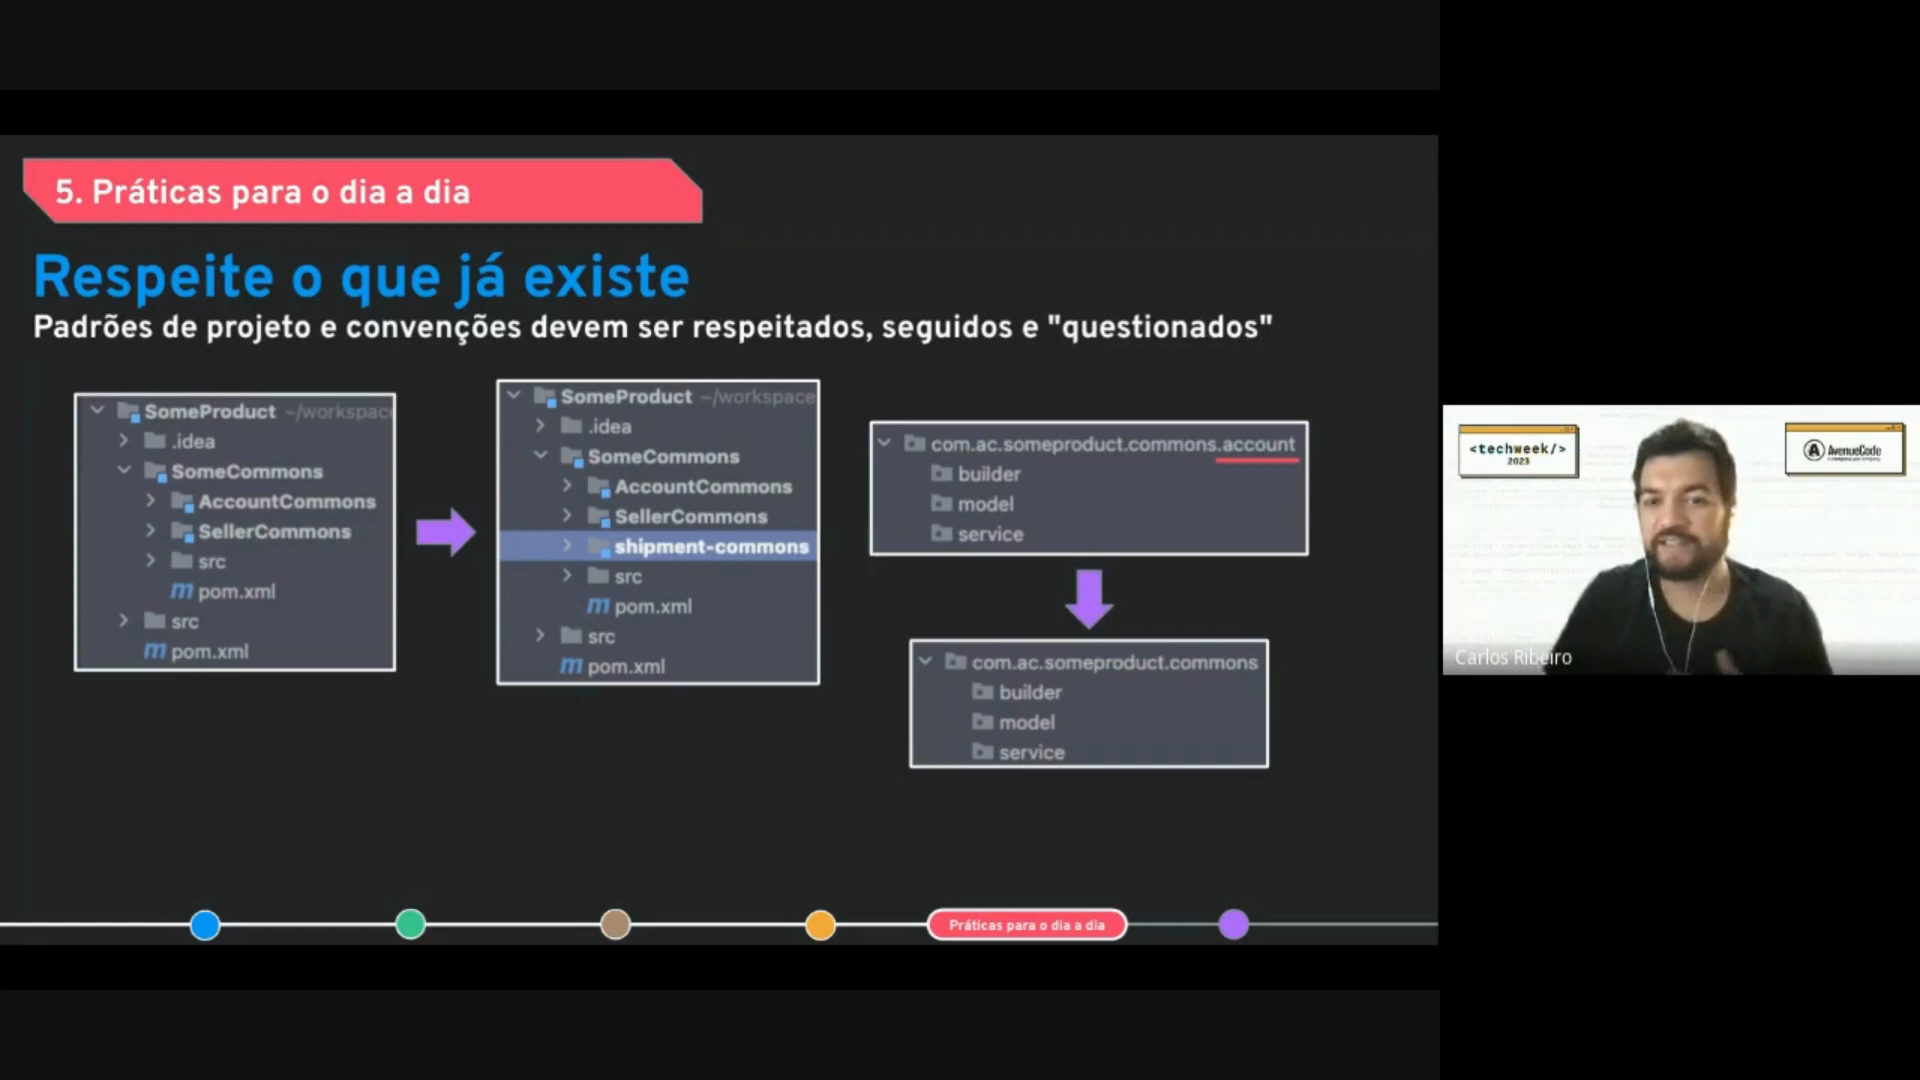 5. Práticas para o dia a dia
Respeite o que já existe
Padrões de projeto e convenções devem ser respeitados, seguidos e "questionados"
SomeProduct ~/workspace
.idea
SomeCommons
AccountCommons
SellerCommons
src
pom.xml
src
pom.xml
SomeProduct ~/workspace
.idea
SomeCommons
AccountCommons
SellerCommons
shipment-commons
src
pom.xml
src
pom.xml
com.ac.someproduct.commons.account
builder
model
service
com.ac.someproduct.commons
builder
model
service
Práticas para o dia a dia
<techweek/>
2023
AvenueCode
Carlos Ribeiro